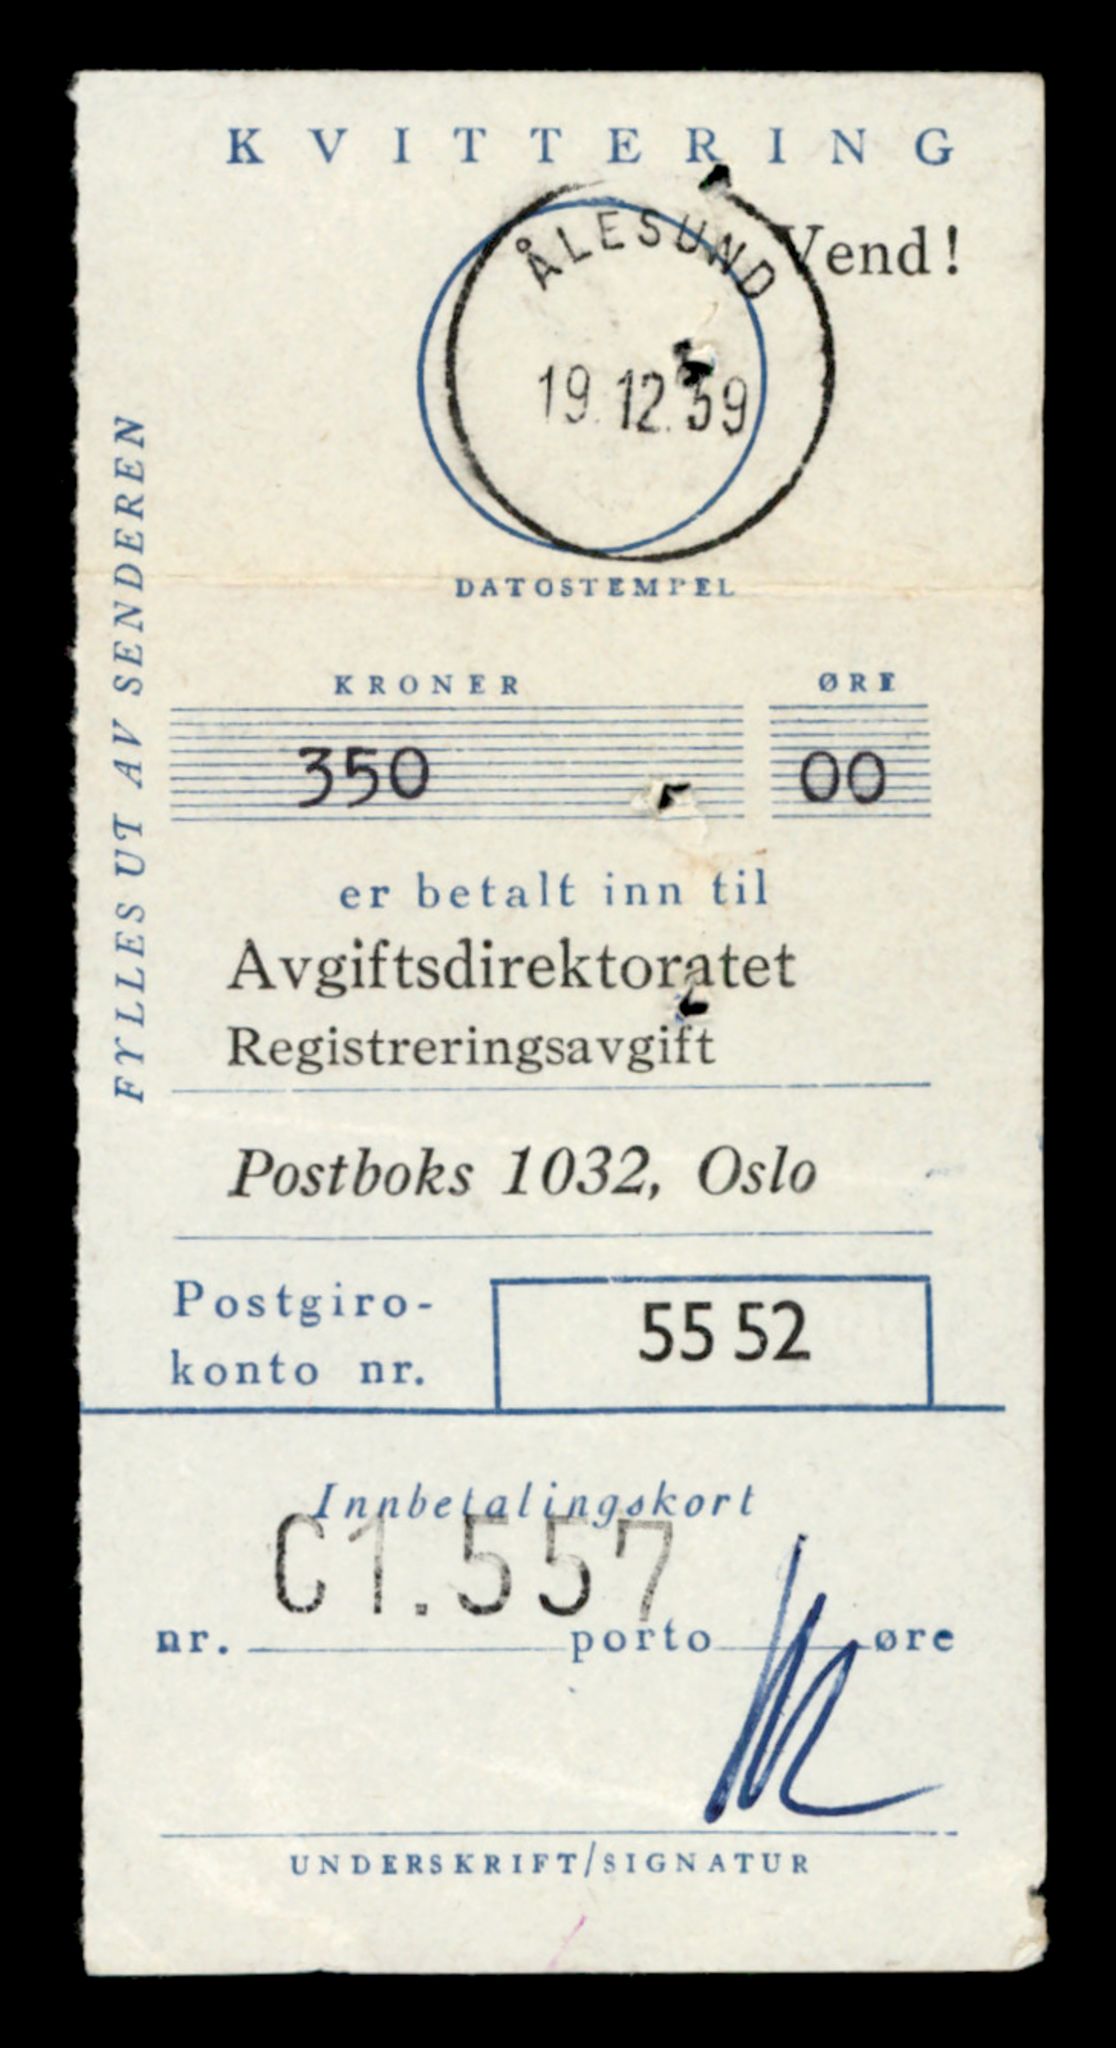 KVITTERING
Vend!
ÅLESUND
19.12.59
DATOSTEMPEL
FYLLES UT AV SENDEREN
KRONER ØRE
350 00
er betalt inn til
Avgiftsdirektoratet
Registreringsavgift
Postboks 1032, Oslo
Postgiro-
konto nr.
55 52
Innbetalingskort
C1.557
nr. porto øre
UNDERSKRIFT/SIGNATUR